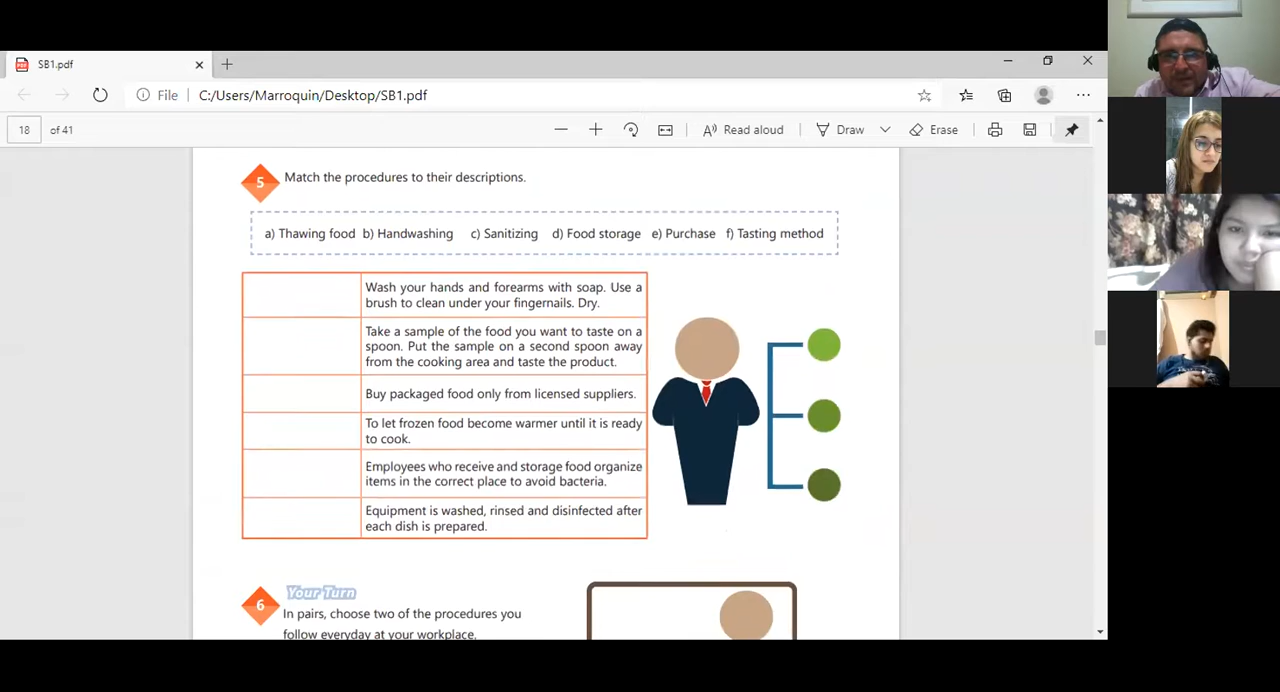 SB1.pdf
File
C:/Users/Marroquin/Desktop/SB1.pdf
18 of 41
Read aloud
Draw
Erase
5
Match the procedures to their descriptions.
a) Thawing food b) Handwashing c) Sanitizing d) Food storage e) Purchase f) Tasting method
Wash your hands and forearms with soap. Use a
brush to clean under your fingernails. Dry.
Take a sample of the food you want to taste on a
spoon. Put the sample on a second spoon away
from the cooking area and taste the product.
Buy packaged food only from licensed suppliers.
To let frozen food become warmer until it is ready
to cook.
Employees who receive and storage food organize
items in the correct place to avoid bacteria.
Equipment is washed, rinsed and disinfected after
each dish is prepared.
6
Your Turn
In pairs, choose two of the procedures you
follow everyday at your workplace.